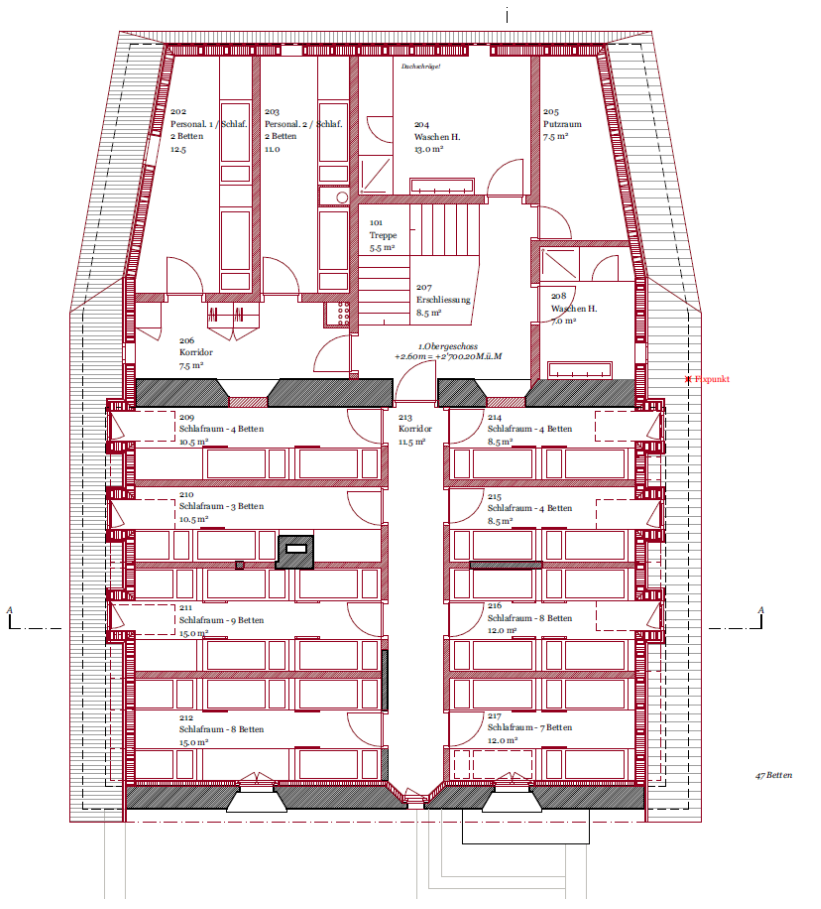 Dachschräge!
202
Personal. 1 / Schlaf.
2 Betten
12.5
203
Personal. 2 / Schlaf.
2 Betten
11.0
204
Waschen H.
13.0 m²
205
Putzraum
7.5 m²
101
Treppe
5.5 m²
207
Erschliessung
8.5 m²
208
Waschen H.
7.0 m²
206
Korridor
7.5 m²
1.Obergeschoss
+2.60m = +2'700.20M.ü.M
Fixpunkt
209
Schlafraum - 4 Betten
10.5 m²
213
Korridor
11.5 m²
214
Schlafraum - 4 Betten
8.5 m²
210
Schlafraum - 3 Betten
10.5 m²
215
Schlafraum - 4 Betten
8.5 m²
A
211
Schlafraum - 9 Betten
15.0 m²
216
Schlafraum - 8 Betten
12.0 m²
A
212
Schlafraum - 8 Betten
15.0 m²
217
Schlafraum - 7 Betten
12.0 m²
47 Betten